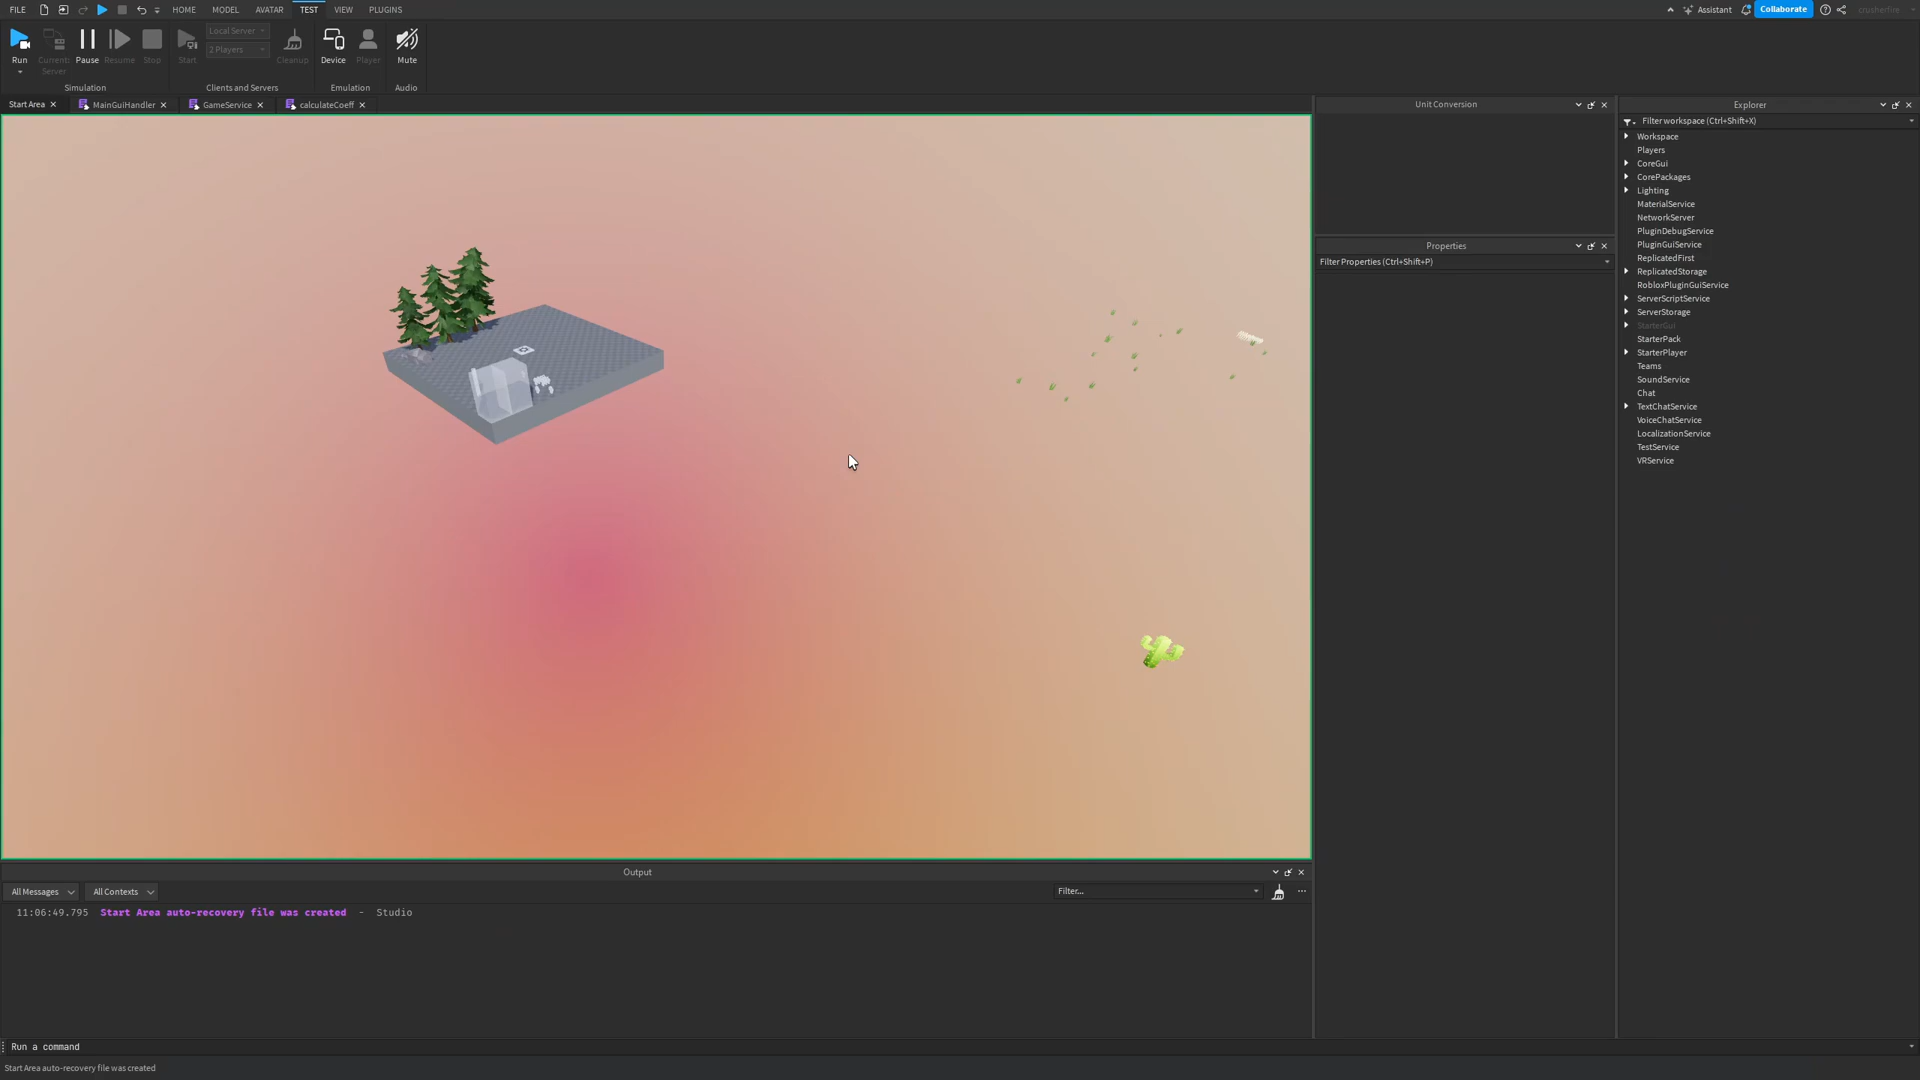 FILE HOME MODEL AVATAR TEST VIEW PLUGINS Assistant Collaborate crusherfire
Run Current Server Pause Resume Stop Start Local Server 2 Players Cleanup Device Player Mute
Simulation Clients and Servers Emulation Audio
Start Area MainGuiHandler GameService calculateCoeff
Unit Conversion
Properties
Filter Properties (Ctrl+Shift+P)
Explorer
Filter workspace (Ctrl+Shift+X)
Workspace
Players
CoreGui
CorePackages
Lighting
MaterialService
NetworkServer
PluginDebugService
PluginGuiService
ReplicatedFirst
ReplicatedStorage
RobloxPluginGuiService
ServerScriptService
ServerStorage
StarterGui
StarterPack
StarterPlayer
Teams
SoundService
Chat
TextChatService
VoiceChatService
LocalizationService
TestService
VRService
Output
All Messages All Contexts Filter...
11:06:49.795 Start Area auto-recovery file was created - Studio
Run a command
Start Area auto-recovery file was created